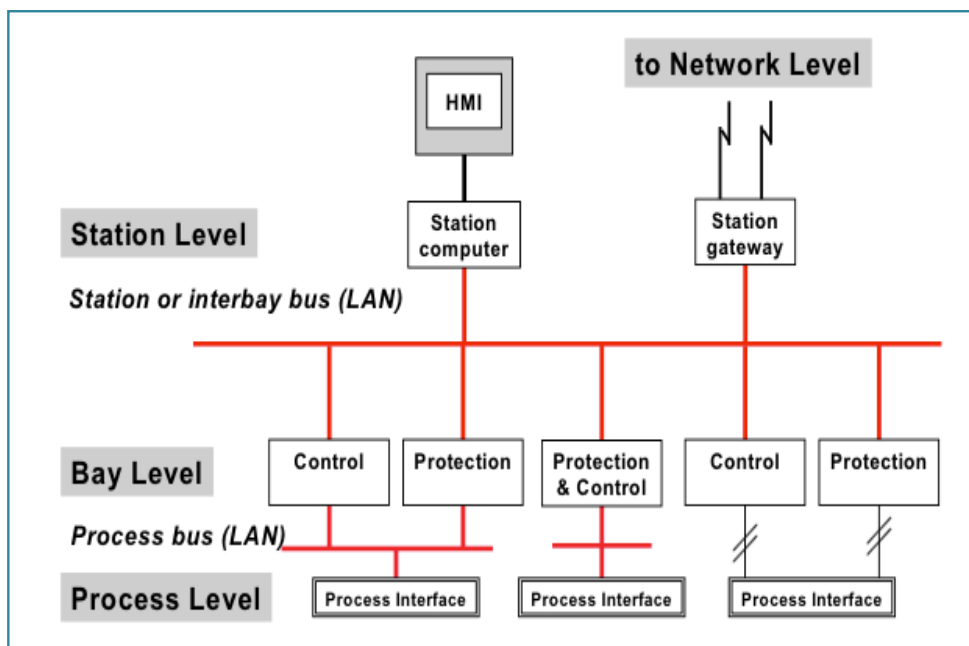 to Network Level
HMI
Station Level
Station
computer
Station
gateway
Station or interbay bus (LAN)
Bay Level
Control
Protection
Protection
& Control
Control
Protection
Process bus (LAN)
Process Level
Process Interface
Process Interface
Process Interface